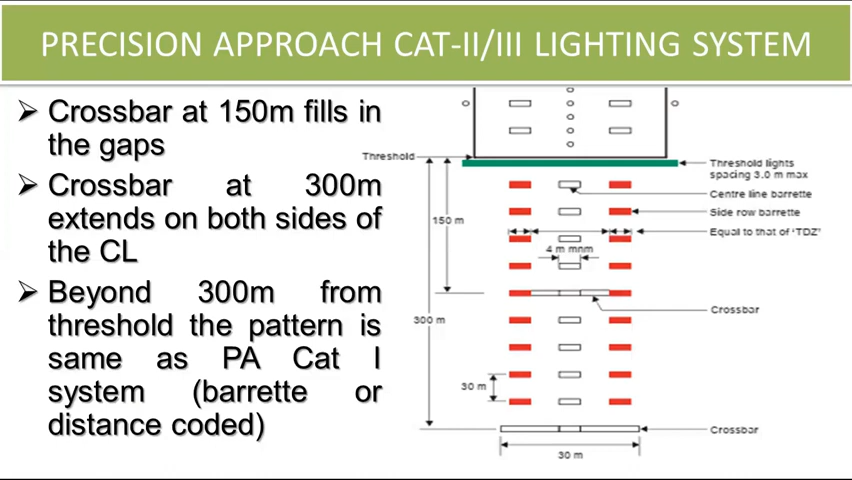 PRECISION APPROACH CAT-II/III LIGHTING SYSTEM
➢ Crossbar at 150m fills in
the gaps
➢ Crossbar at 300m
extends on both sides of
the CL
➢ Beyond 300m from
threshold the pattern is
same as PA Cat I
system (barrette or
distance coded)
Threshold
Threshold lights
spacing 3.0 m max
Centre line barrette
150 m
Side row barrette
Equal to that of 'TDZ'
4 m mnm
Crossbar
300 m
30 m
Crossbar
30 m